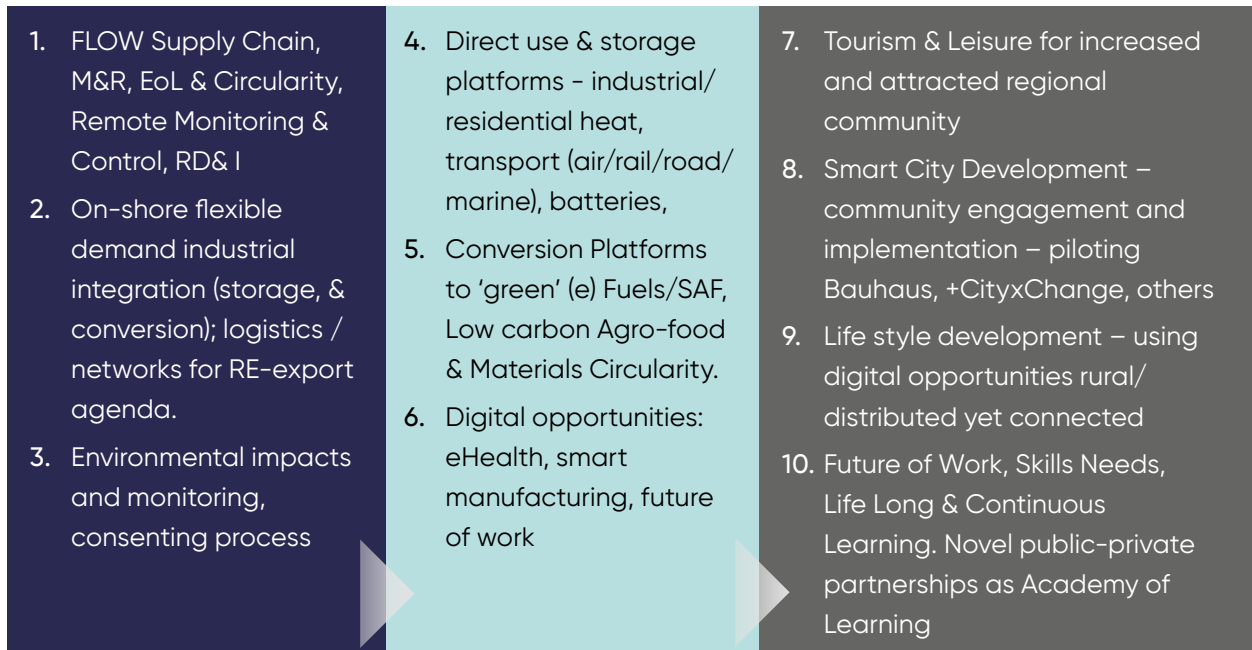 1. FLOW Supply Chain,
M&R, EoL & Circularity,
Remote Monitoring &
Control, RD& I
2. On-shore flexible
demand industrial
integration (storage, &
conversion); logistics /
networks for RE-export
agenda.
3. Environmental impacts
and monitoring,
consenting process
4. Direct use & storage
platforms - industrial/
residential heat,
transport (air/rail/road/
marine), batteries,
5. Conversion Platforms
to ‘green’ (e) Fuels/SAF,
Low carbon Agro-food
& Materials Circularity.
6. Digital opportunities:
eHealth, smart
manufacturing, future
of work
7. Tourism & Leisure for increased
and attracted regional
community
8. Smart City Development –
community engagement and
implementation – piloting
Bauhaus, +CityxChange, others
9. Life style development – using
digital opportunities rural/
distributed yet connected
10. Future of Work, Skills Needs,
Life Long & Continuous
Learning. Novel public-private
partnerships as Academy of
Learning